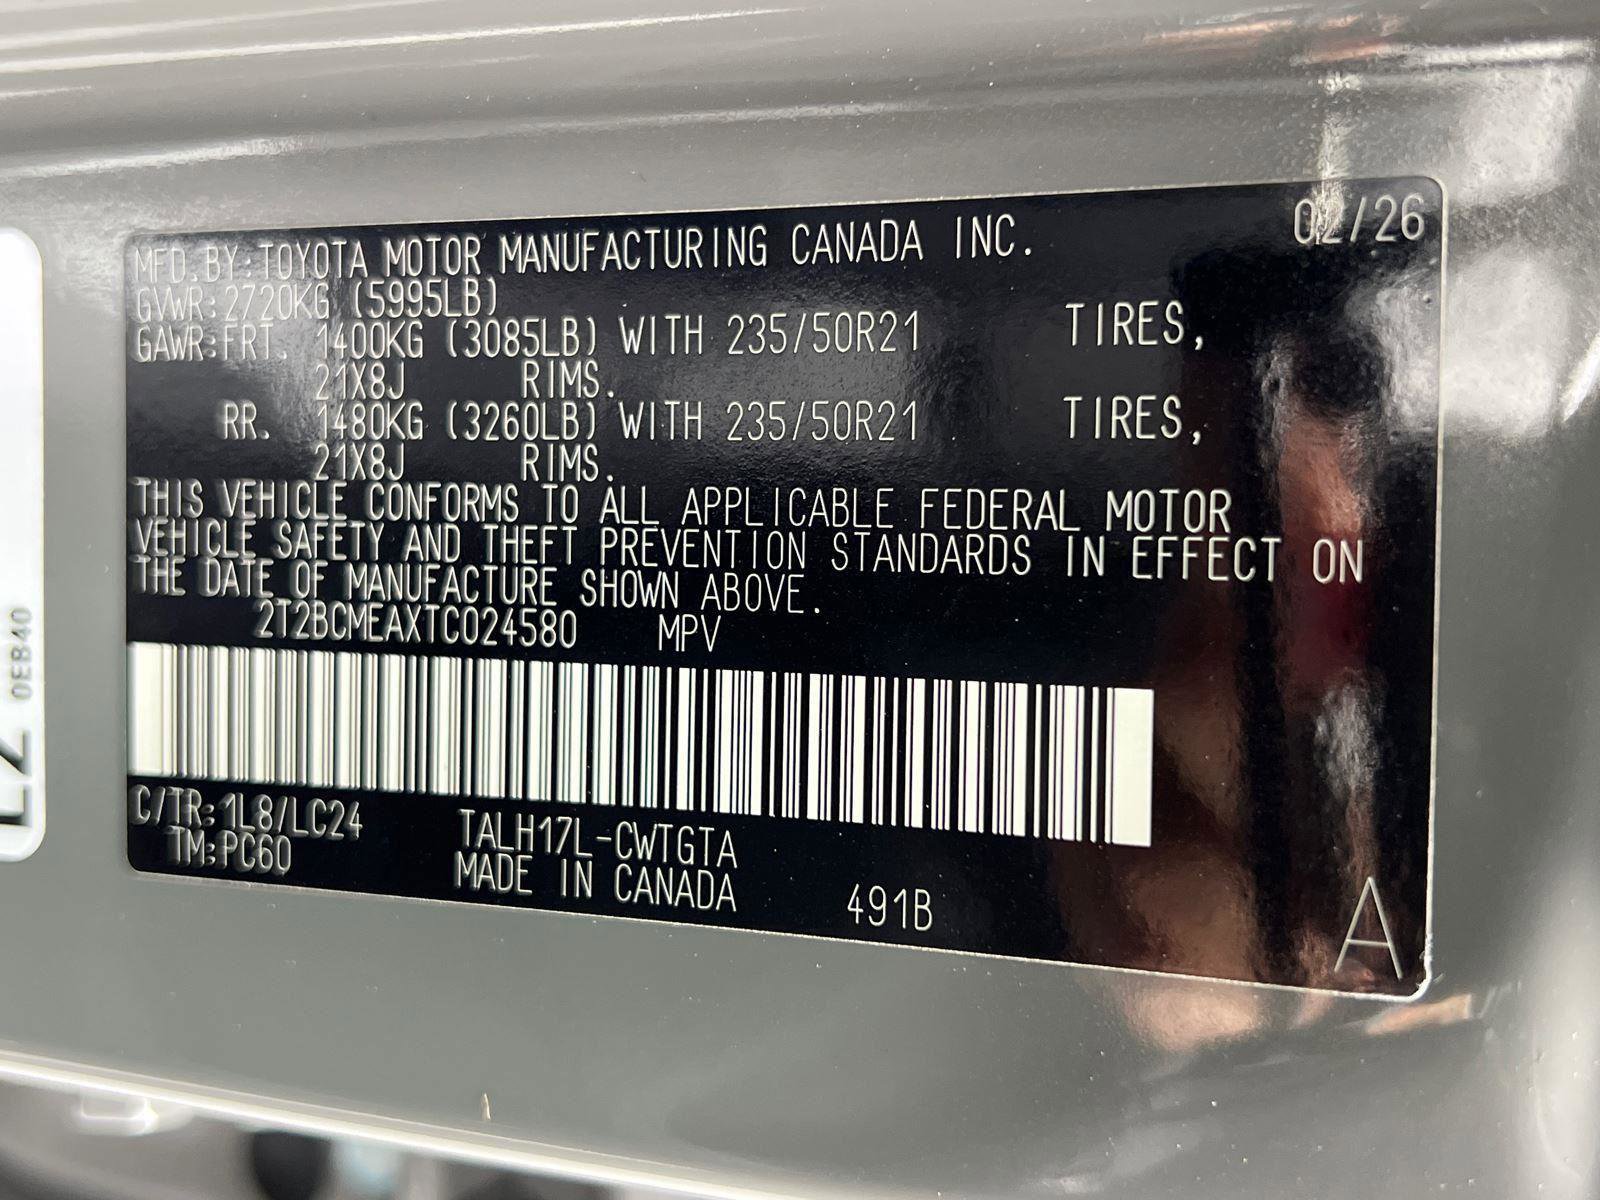 02/26
MFD.BY:TOYOTA MOTOR MANUFACTURING CANADA INC.
GVWR:2720KG (5995LB)
GAWR:FRT. 1400KG (3085LB) WITH 235/50R21 TIRES,
21X8J RIMS.
RR. 1480KG (3260LB) WITH 235/50R21 TIRES,
21X8J RIMS.
THIS VEHICLE CONFORMS TO ALL APPLICABLE FEDERAL MOTOR
VEHICLE SAFETY AND THEFT PREVENTION STANDARDS IN EFFECT ON
THE DATE OF MANUFACTURE SHOWN ABOVE.
2T2BCMEAXTC024580 MPV
C/TR:1L8/LC24 TALH17L-CWTGTA
TM:PC60 MADE IN CANADA 491B
A
0EB40